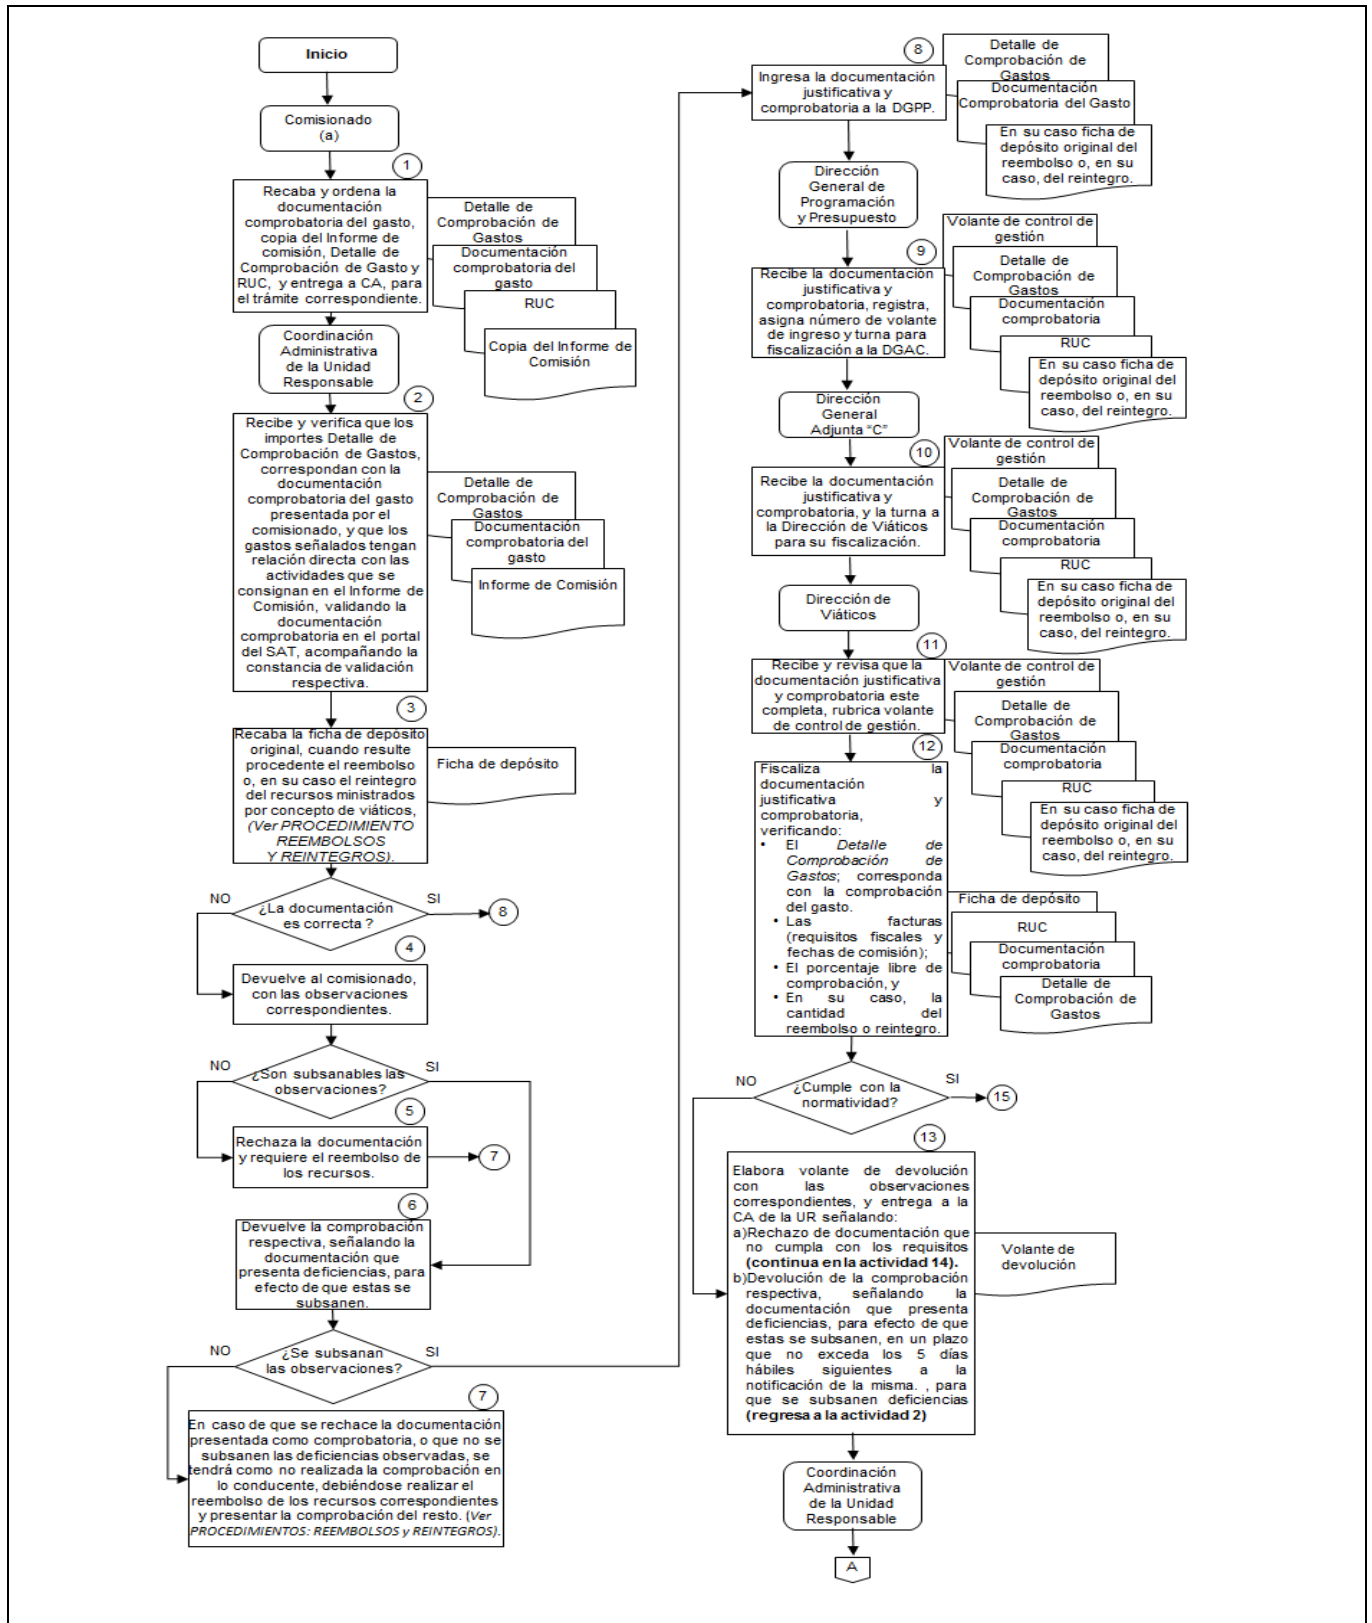 Inicio
Comisionado
(a)
1
Recaba y ordena la
documentación
comprobatoria del gasto,
copia del Informe de
comisión, Detalle de
Comprobación de Gasto y
RUC, y entrega a CA, para
el trámite correspondiente.
Detalle de
Comprobación de
Gastos
Documentación
comprobatoria del
gasto
RUC
Copia del Informe de
Comisión
Coordinación
Administrativa
de la Unidad
Responsable
2
Recibe y verifica que los
importes Detalle de
Comprobación de Gastos,
correspondan con la
documentación
comprobatoria del gasto
presentada por el
comisionado, y que los
gastos señalados tengan
relación directa con las
actividades que se
consignan en el Informe de
Comisión, validando la
documentación
comprobatoria en el portal
del SAT, acompañando la
constancia de validación
respectiva.
Detalle de
Comprobación de
Gastos
Documentación
comprobatoria del
gasto
Informe de Comisión
3
Recaba la ficha de depósito
original, cuando resulte
procedente el reembolso
o, en su caso el reintegro
del recursos ministrados
por concepto de viáticos,
(Ver PROCEDIMIENTO
REEMBOLSOS
Y REINTEGROS).
Ficha de depósito
NO
¿La documentación
es correcta ?
SI
8
4
Devuelve al comisionado,
con las observaciones
correspondientes.
NO
¿Son subsanables las
observaciones?
SI
5
Rechaza la documentación
y requiere el reembolso de
los recursos.
7
6
Devuelve la comprobación
respectiva, señalando la
documentación que
presenta deficiencias, para
efecto de que estas se
subsanen.
NO
¿Se subsanan
las observaciones?
SI
7
En caso de que se rechace la documentación
presentada como comprobatoria, o que no se
subsanen las deficiencias observadas, se
tendrá como no realizada la comprobación en
lo conducente, debiéndose realizar el
reembolso de los recursos correspondientes
y presentar la comprobación del resto. (Ver
PROCEDIMIENTOS: REEMBOLSOS y REINTEGROS).
8
Ingresa la documentación
justificativa y
comprobatoria a la DGPP.
Detalle de
Comprobación de
Gastos
Documentación
Comprobatoria del Gasto
En su caso ficha de
depósito original del
reembolso o, en su
caso, del reintegro.
Dirección
General de
Programación
y Presupuesto
9
Recibe la documentación
justificativa y
comprobatoria, registra,
asigna número de volante
de ingreso y turna para
fiscalización a la DGAC.
Volante de control de
gestión
Detalle de
Comprobación de
Gastos
Documentación
comprobatoria
RUC
En su caso ficha de
depósito original del
reembolso o, en su
caso, del reintegro.
Dirección
General
Adjunta “C”
10
Recibe la documentación
justificativa y
comprobatoria, y la turna a
la Dirección de Viáticos
para su fiscalización.
Volante de control de
gestión
Detalle de
Comprobación de
Gastos
Documentación
comprobatoria
RUC
En su caso ficha de
depósito original del
reembolso o, en su
caso, del reintegro.
Dirección de
Viáticos
11
Recibe y revisa que la
documentación justificativa
y comprobatoria este
completa, rubrica volante
de control de gestión.
Volante de control de
gestión
Detalle de
Comprobación de
Gastos
Documentación
comprobatoria
RUC
En su caso ficha de
depósito original del
reembolso o, en su
caso, del reintegro.
12
Fiscaliza la
documentación
justificativa y
comprobatoria,
verificando:
• El Detalle de
Comprobación de
Gastos; corresponda
con la comprobación
del gasto.
• Las facturas
(requisitos fiscales y
fechas de comisión);
• El porcentaje libre de
comprobación, y
• En su caso, la
cantidad del
reembolso o reintegro.
Ficha de depósito
RUC
Documentación
comprobatoria
Detalle de
Comprobación de
Gastos
NO
¿Cumple con la
normatividad?
SI
15
13
Elabora volante de devolución
con las observaciones
correspondientes, y entrega a la
CA de la UR señalando:
a)Rechazo de documentación que
no cumpla con los requisitos
(continua en la actividad 14).
b)Devolución de la comprobación
respectiva, señalando la
documentación que presenta
deficiencias, para efecto de que
estas se subsanen, en un plazo
que no exceda los 5 días
hábiles siguientes a la
notificación de la misma. , para
que se subsanen deficiencias
(regresa a la actividad 2)
Volante de
devolución
Coordinación
Administrativa
de la Unidad
Responsable
A